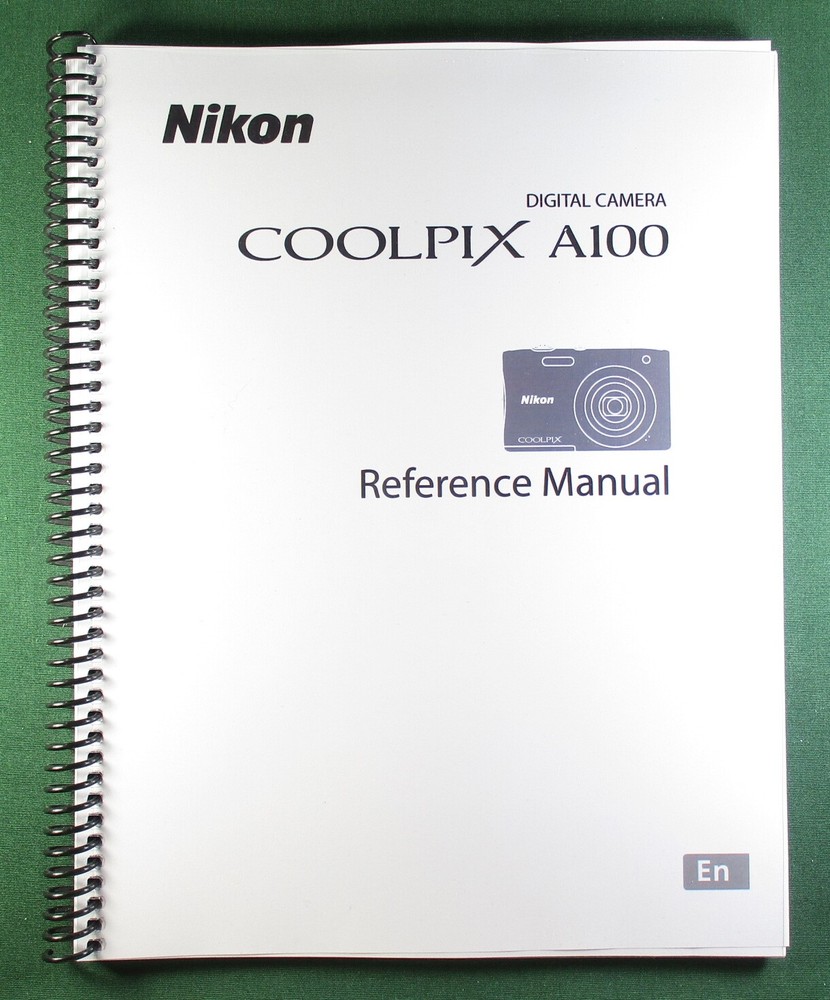 Nikon
DIGITAL CAMERA
COOLPIX A100
Nikon
COOLPIX
Reference Manual
En